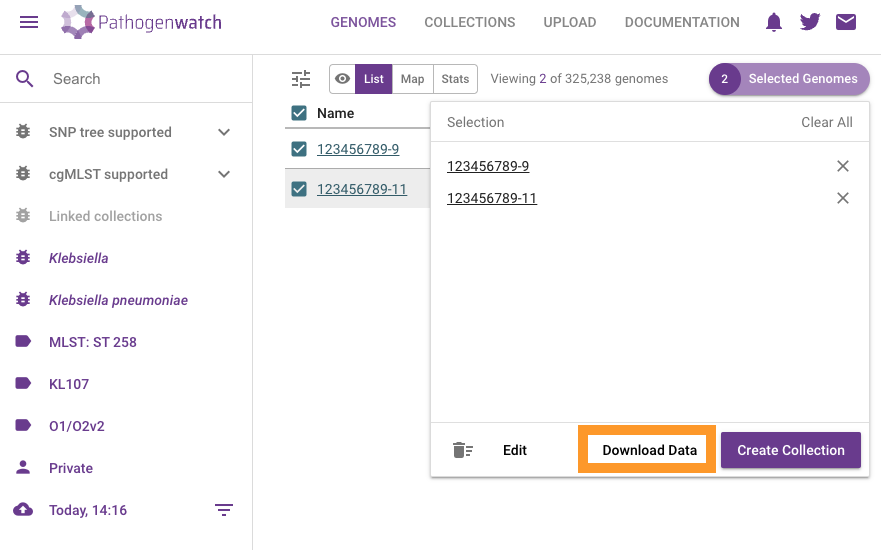 Pathogenwatch
GENOMES COLLECTIONS UPLOAD DOCUMENTATION
Search
List Map Stats
Viewing 2 of 325,238 genomes
2 Selected Genomes
SNP tree supported
cgMLST supported
Linked collections
Klebsiella
Klebsiella pneumoniae
MLST: ST 258
KL107
O1/O2v2
Private
Today, 14:16
Name
123456789-9
123456789-11
Selection Clear All
123456789-9
123456789-11
Edit Download Data Create Collection